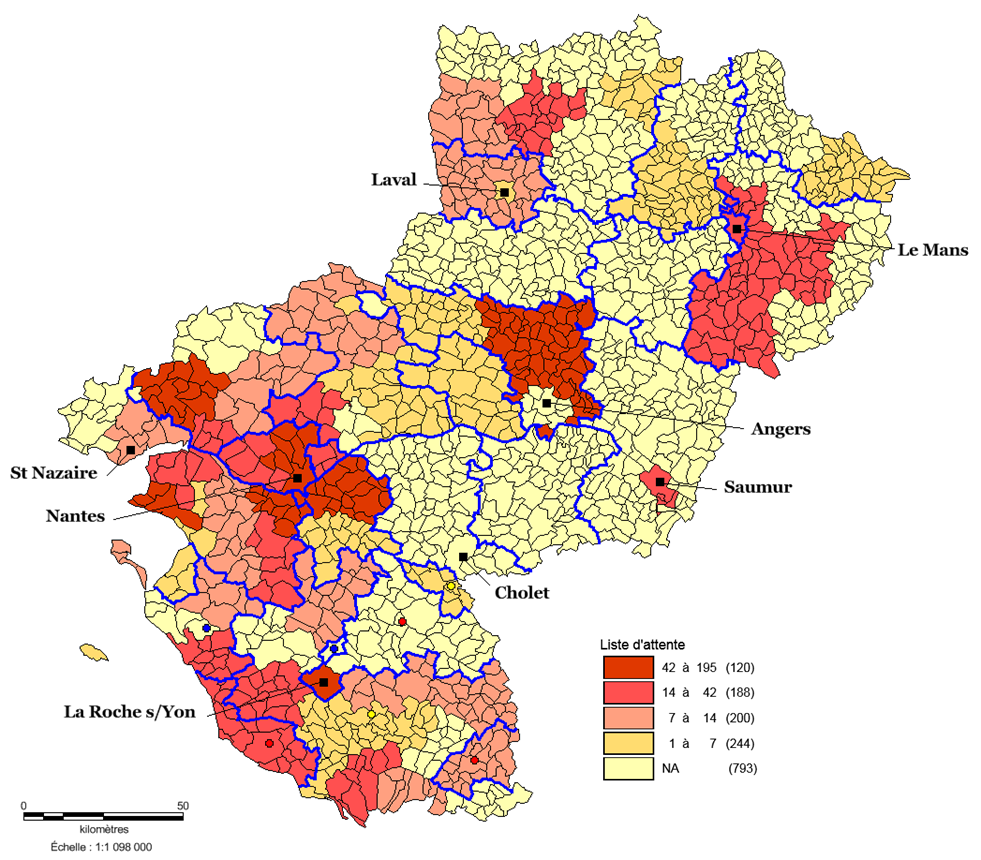 Laval
Le Mans
Angers
St Nazaire
Saumur
Nantes
Cholet
Liste d'attente
42 à 195 (120)
14 à 42 (188)
La Roche s/Yon
7 à 14 (200)
1 à 7 (244)
NA (793)
0 50
kilomètres
Échelle : 1:1 098 000